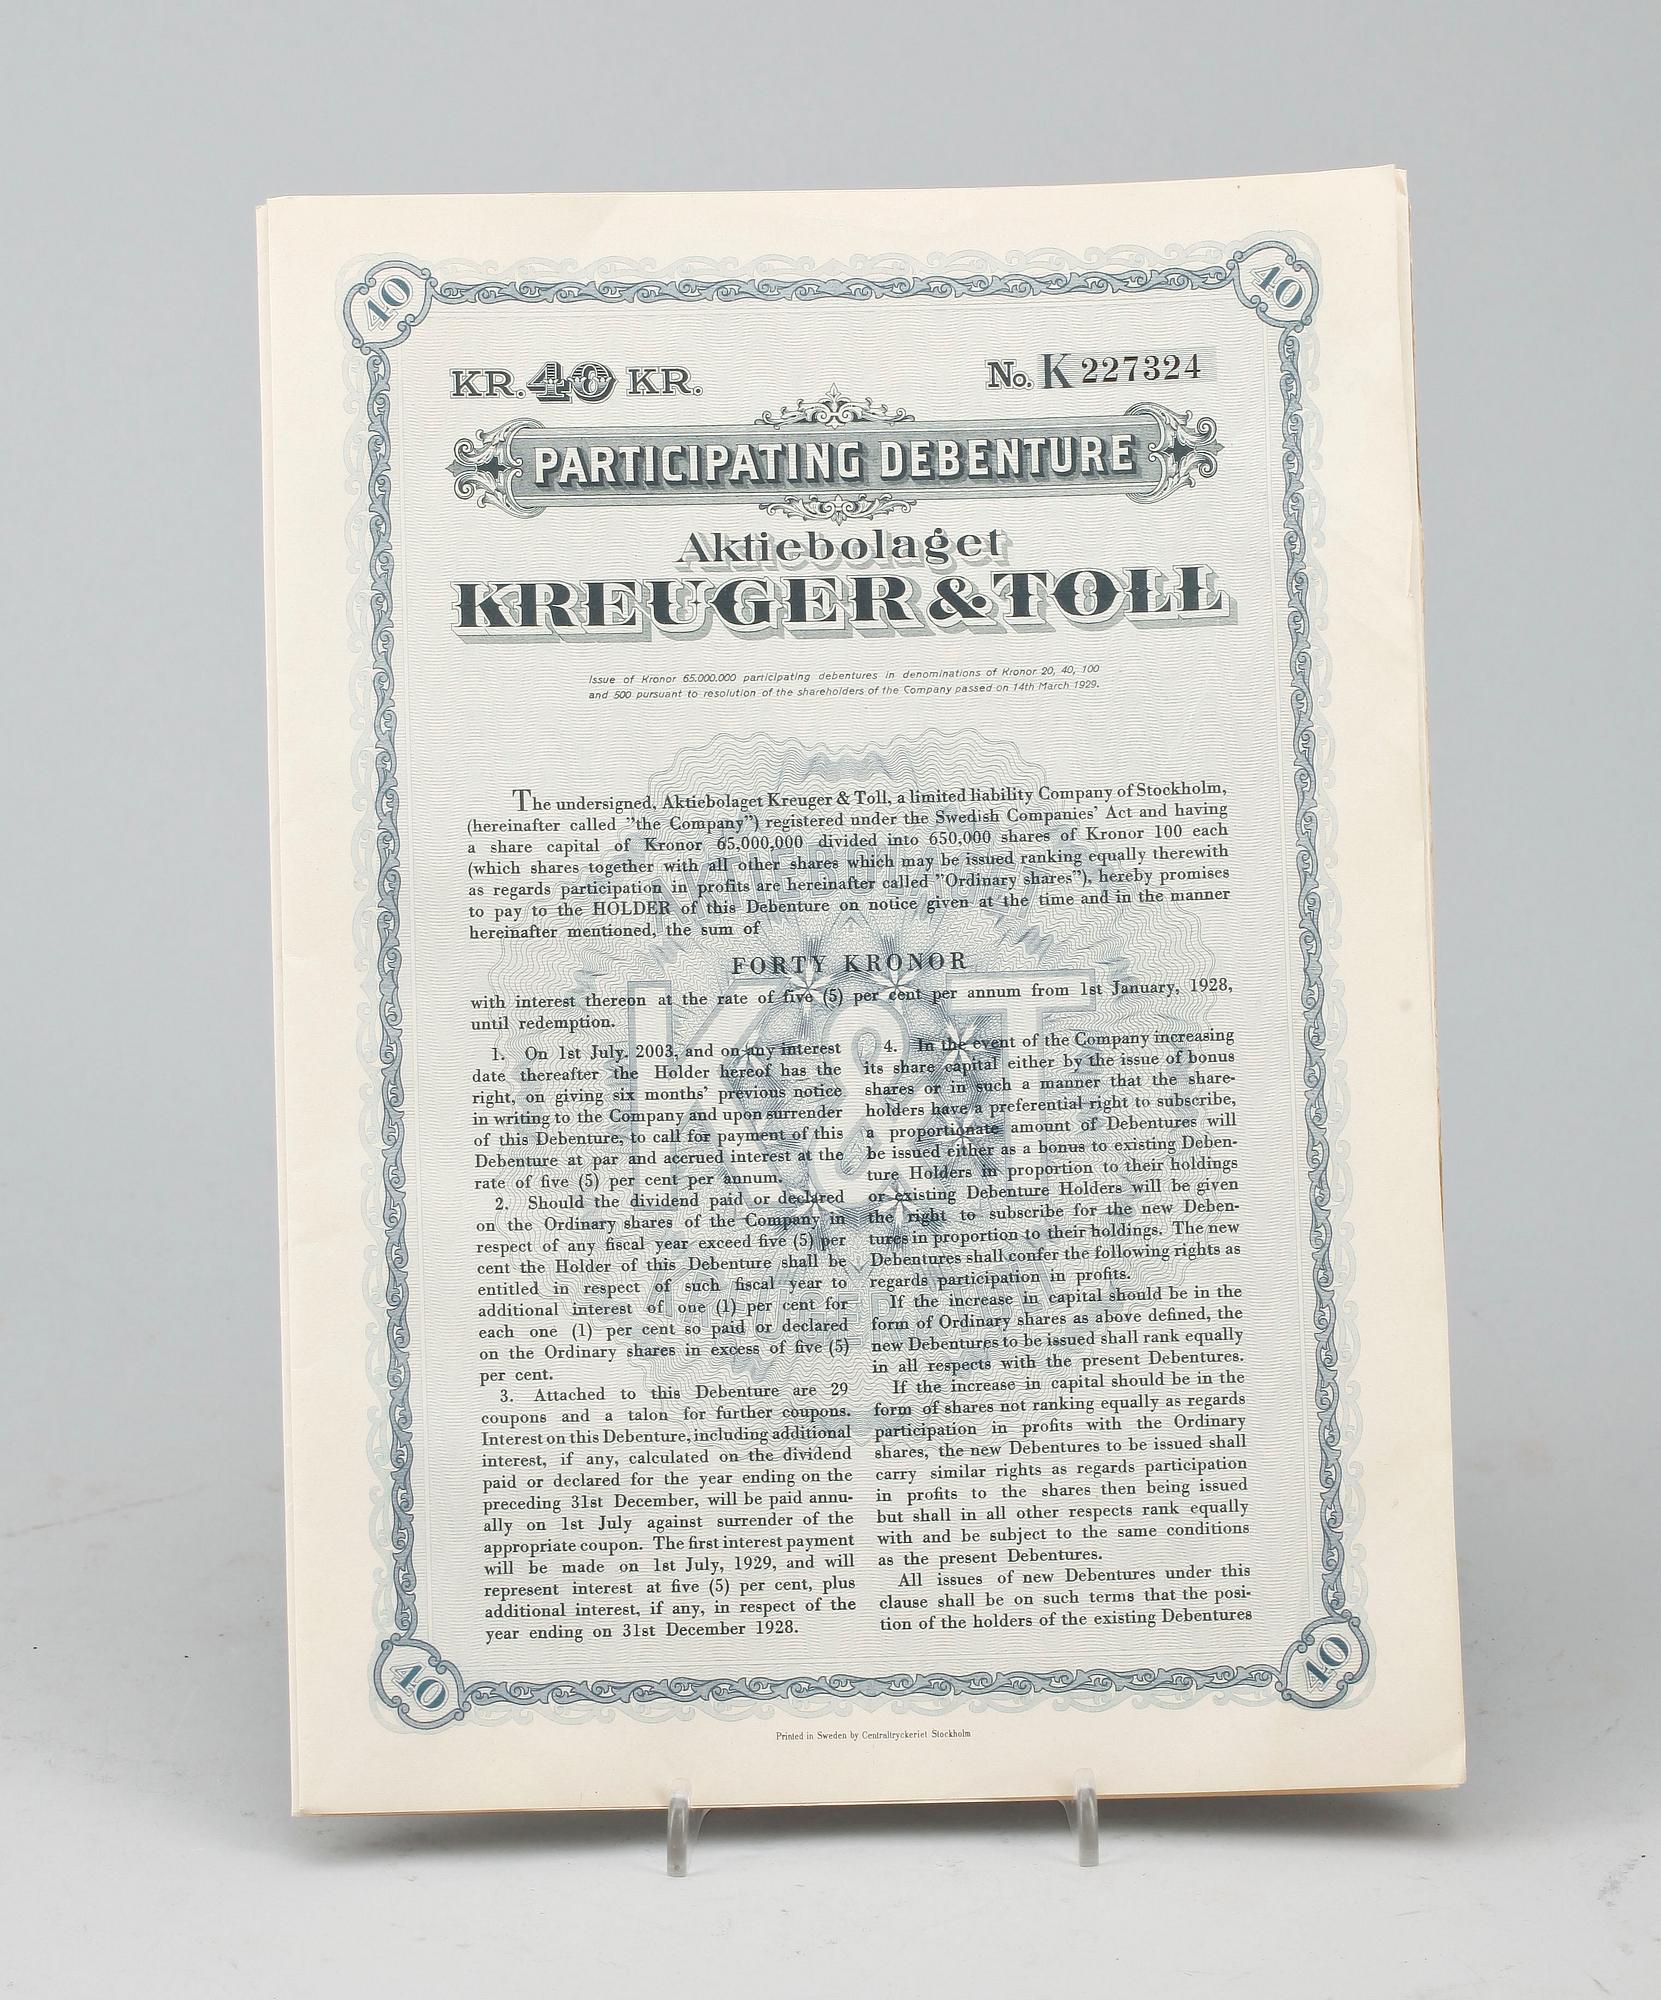 40
40
KR. 40 KR.
No. K 227324
PARTICIPATING DEBENTURE
Aktiebolaget
KREUGER & TOLL
Issue of Kronor 65.000.000 participating debentures in denominations of Kronor 20, 40, 100
and 500 pursuant to resolution of the shareholders of the Company passed on 14th March 1929.
The undersigned, Aktiebolaget Kreuger & Toll, a limited liability Company of Stockholm,
(hereinafter called "the Company") registered under the Swedish Companies' Act and having
a share capital of Kronor 65,000,000 divided into 650,000 shares of Kronor 100 each
(which shares together with all other shares which may be issued ranking equally therewith
as regards participation in profits are hereinafter called "Ordinary shares"), hereby promises
to pay to the HOLDER of this Debenture on notice given at the time and in the manner
hereinafter mentioned, the sum of
FORTY KRONOR
with interest thereon at the rate of five (5) per cent per annum from 1st January, 1928,
until redemption.
1. On 1st July. 2003, and on any interest
date thereafter the Holder hereof has the
right, on giving six months' previous notice
in writing to the Company and upon surrender
of this Debenture, to call for payment of this
Debenture at par and accrued interest at the
rate of five (5) per cent per annum.
2. Should the dividend paid or declared
on the Ordinary shares of the Company in
respect of any fiscal year exceed five (5) per
cent the Holder of this Debenture shall be
entitled in respect of such fiscal year to
additional interest of one (1) per cent for
each one (1) per cent so paid or declared
on the Ordinary shares in excess of five (5)
per cent.
3. Attached to this Debenture are 29
coupons and a talon for further coupons.
Interest on this Debenture, including additional
interest, if any, calculated on the dividend
paid or declared for the year ending on the
preceding 31st December, will be paid annu-
ally on 1st July against surrender of the
appropriate coupon. The first interest payment
will be made on 1st July, 1929, and will
represent interest at five (5) per cent, plus
additional interest, if any, in respect of the
year ending on 31st December 1928.
4. In the event of the Company increasing
its share capital either by the issue of bonus
shares or in such a manner that the share-
holders have a preferential right to subscribe,
a proportionate amount of Debentures will
be issued either as a bonus to existing Deben-
ture Holders in proportion to their holdings
or existing Debenture Holders will be given
the right to subscribe for the new Deben-
tures in proportion to their holdings. The new
Debentures shall confer the following rights as
regards participation in profits.
If the increase in capital should be in the
form of Ordinary shares as above defined, the
new Debentures to be issued shall rank equally
in all respects with the present Debentures.
If the increase in capital should be in the
form of shares not ranking equally as regards
participation in profits with the Ordinary
shares, the new Debentures to be issued shall
carry similar rights as regards participation
in profits to the shares then being issued
but shall in all other respects rank equally
with and be subject to the same conditions
as the present Debentures.
All issues of new Debentures under this
clause shall be on such terms that the posi-
tion of the holders of the existing Debentures
K&T
40
40
Printed in Sweden by Centraltryckeriet Stockholm